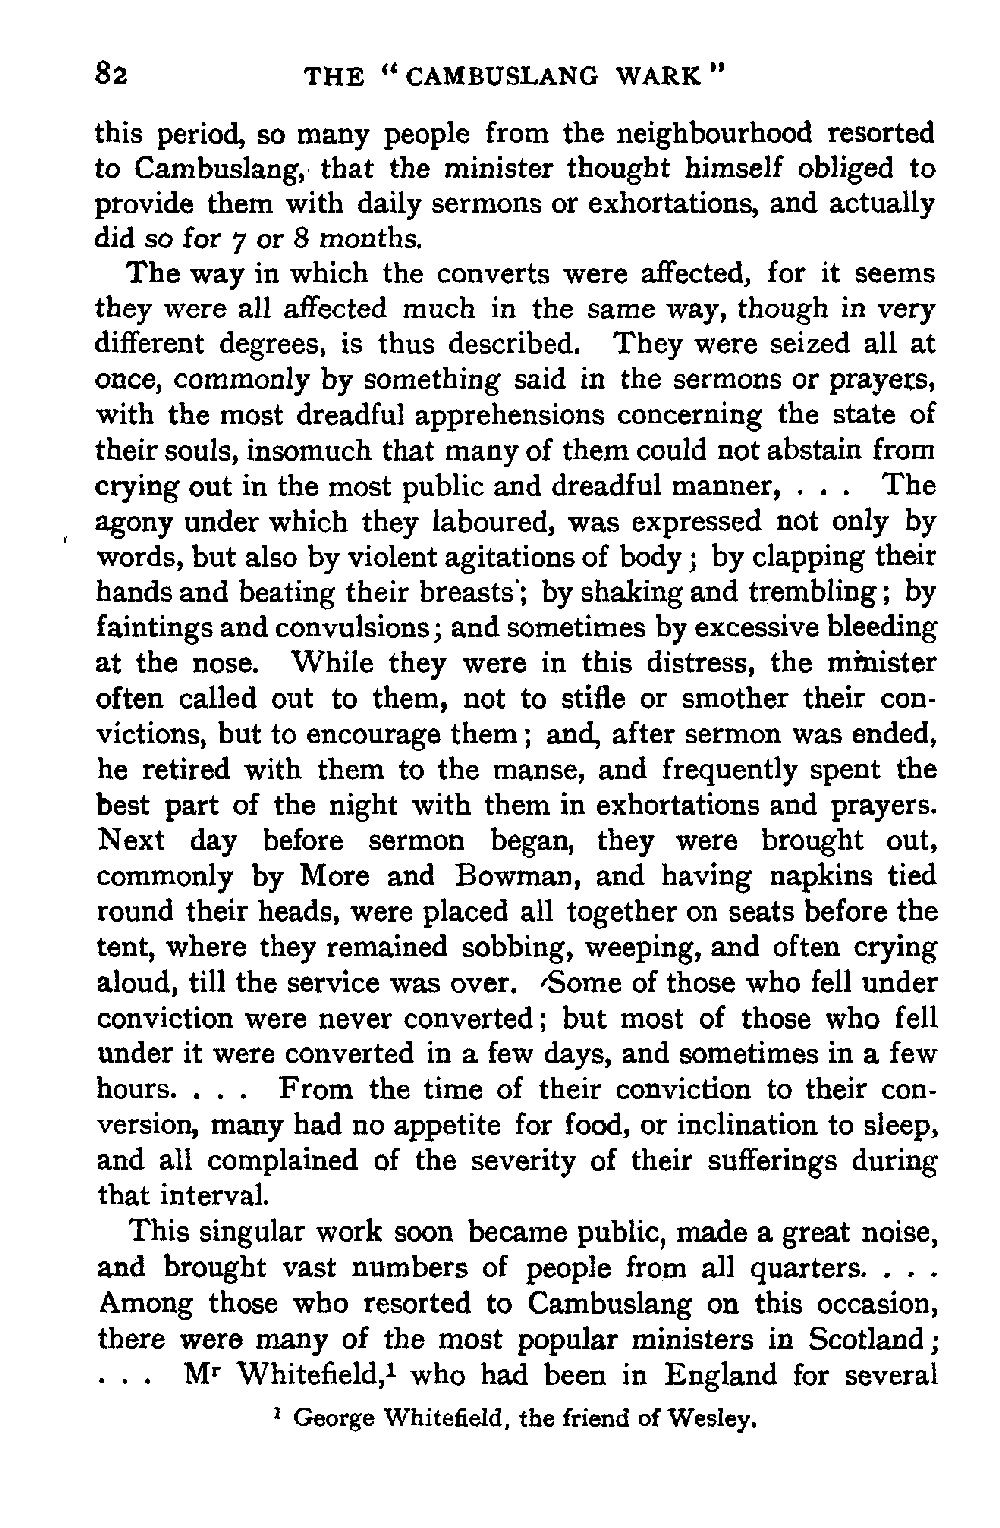 82 THE “ CAMBUSLANG WARK ”
this period, so many people from the neighbourhood resorted
to Cambuslang, that the minister thought himself obliged to
provide them with daily sermons or exhortations, and actually
did so for 7 or 8 months.
The way in which the converts were affected, for it seems
they were all affected much in the same way, though in very
different degrees, is thus described. They were seized all at
once, commonly by something said in the sermons or prayers,
with the most dreadful apprehensions concerning the state of
their souls, insomuch that many of them could not abstain from
crying out in the most public and dreadful manner, . . . The
agony under which they laboured, was expressed not only by
words, but also by violent agitations of body ; by clapping their
hands and beating their breasts ; by shaking and trembling ; by
faintings and convulsions ; and sometimes by excessive bleeding
at the nose. While they were in this distress, the minister
often called out to them, not to stifle or smother their con-
victions, but to encourage them ; and, after sermon was ended,
he retired with them to the manse, and frequently spent the
best part of the night with them in exhortations and prayers.
Next day before sermon began, they were brought out,
commonly by More and Bowman, and having napkins tied
round their heads, were placed all together on seats before the
tent, where they remained sobbing, weeping, and often crying
aloud, till the service was over. Some of those who fell under
conviction were never converted ; but most of those who fell
under it were converted in a few days, and sometimes in a few
hours. . . . From the time of their conviction to their con-
version, many had no appetite for food, or inclination to sleep,
and all complained of the severity of their sufferings during
that interval.
This singular work soon became public, made a great noise,
and brought vast numbers of people from all quarters. . . .
Among those who resorted to Cambuslang on this occasion,
there were many of the most popular ministers in Scotland ;
. . . Mʳ Whitefield,¹ who had been in England for several
¹ George Whitefield, the friend of Wesley.